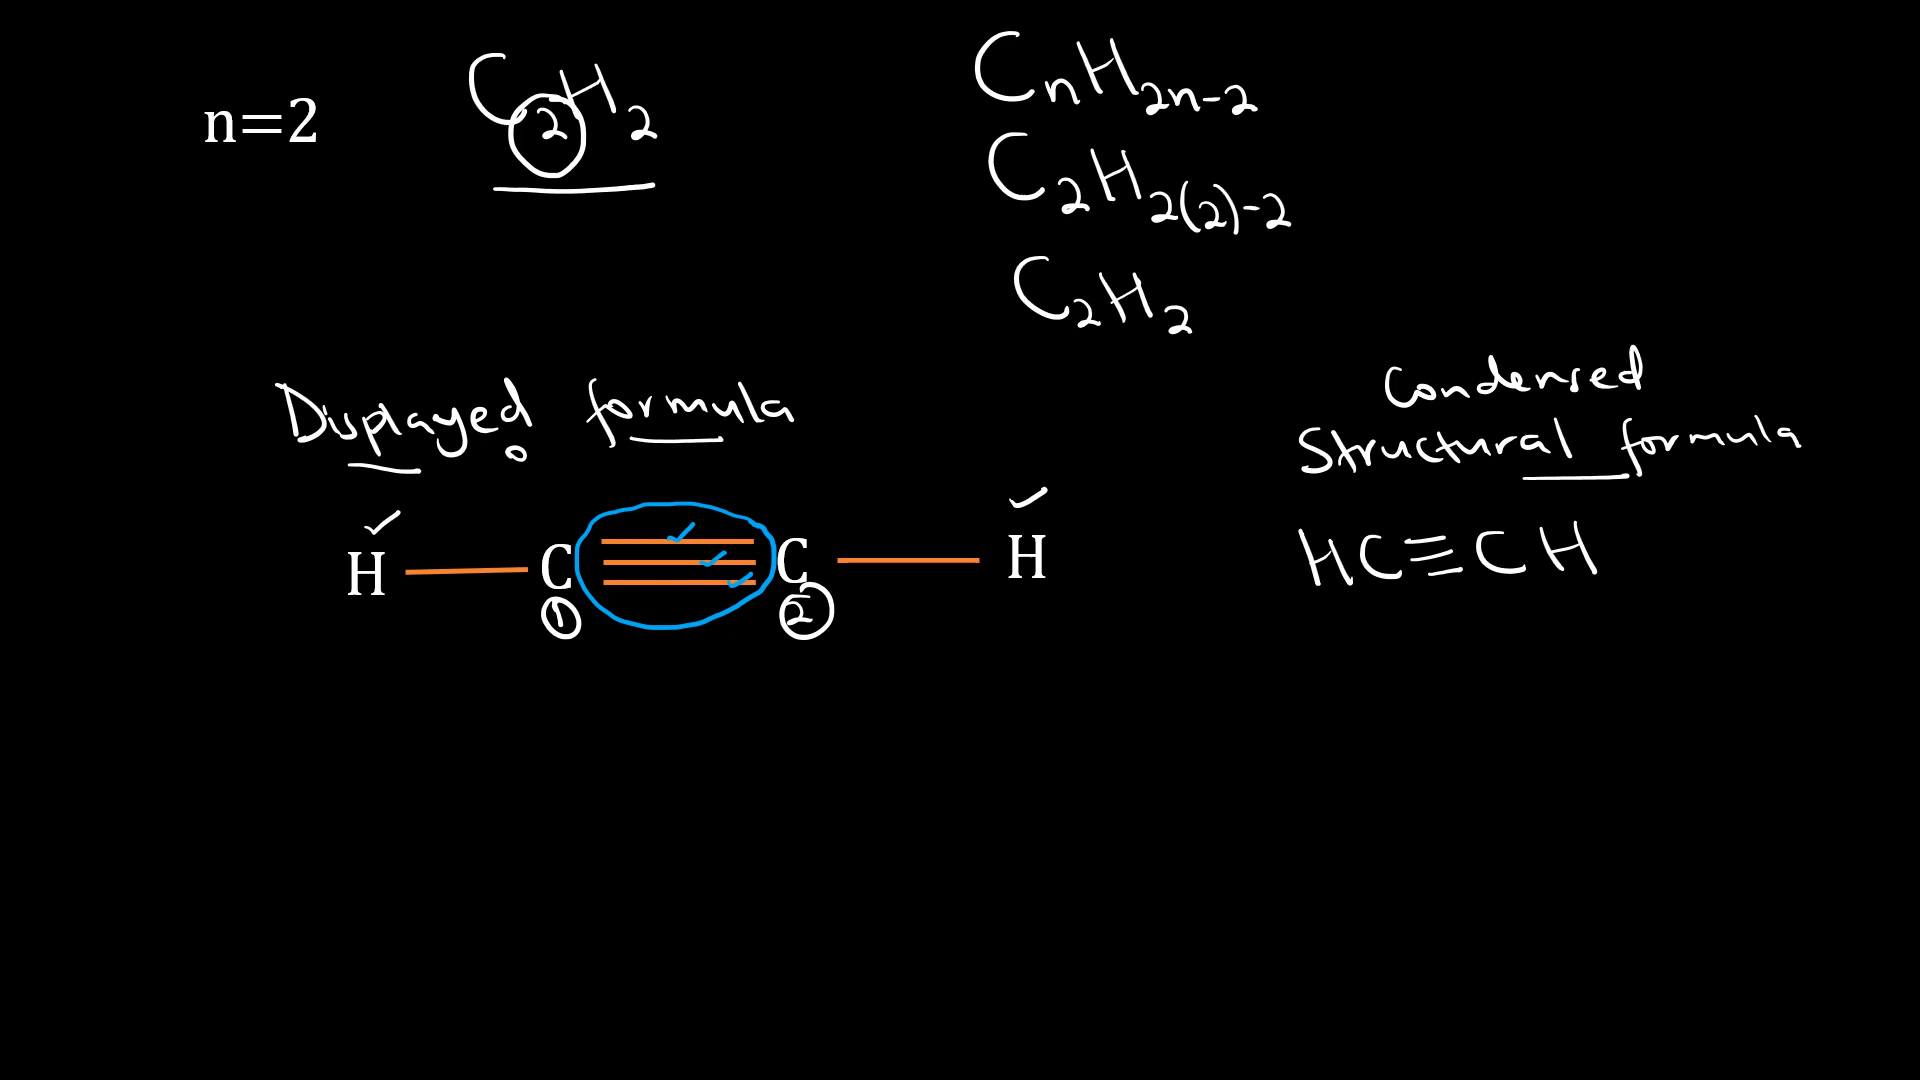 n=2
C₂H₂
CₙH₂ₙ₋₂
C₂H₂₍₂₎₋₂
C₂H₂
Displayed formula
H — C ≡ C — H
① ②
Condensed
Structural formula
HC≡CH